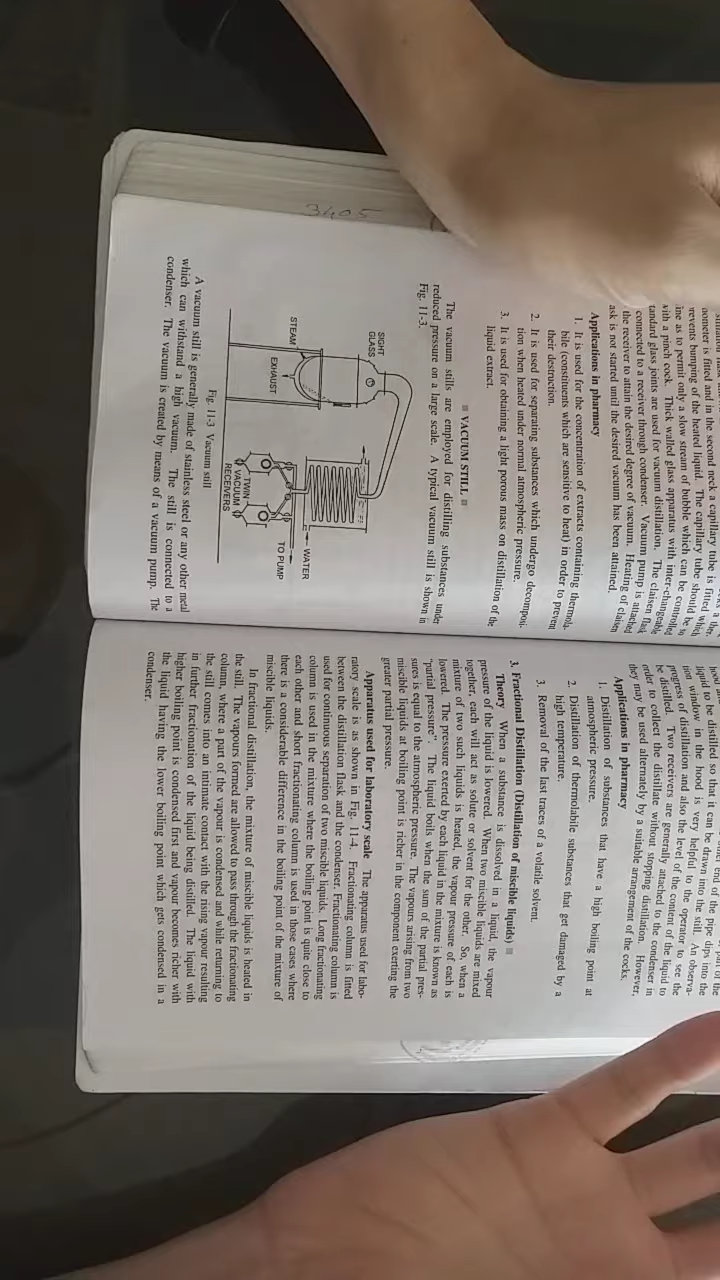 nometer is fitted and in the second neck a capillary tube is fitted which
prevents bumping of the heated liquid. The capillary tube should be so
fine as to permit only a slow stream of bubble which can be controlled
with a pinch cock. Thick walled glass apparatus with inter-changeable
standard glass joints are used for vacuum distillation. The claisen flask
connected to a receiver through condenser. Vacuum pump is attached
the receiver to attain the desired degree of vacuum. Heating of claisen
ask is not started until the desired vacuum has been attained.
Applications in pharmacy
1. It is used for the concentration of extracts containing thermola-
bile (constituents which are sensitive to heat) in order to prevent
their destruction.
2. It is used for separating substances which undergo decomposi-
tion when heated under normal atmospheric pressure.
3. It is used for obtaining a light porous mass on distillation of the
liquid extract.
■ VACUUM STILL ■
The vacuum stills are employed for distilling substances under
reduced pressure on a large scale. A typical vacuum still is shown in
Fig. 11-3.
SIGHT
GLASS
STEAM
EXHAUST
WATER
TO PUMP
TWIN
VACUUM
RECEIVERS
Fig. 11-3 Vacuum still
A vacuum still is generally made of stainless steel or any other metal
which can withstand a high vacuum. The still is connected to a
condenser. The vacuum is created by means of a vacuum pump. The
3405
end of the pipe dips into the
liquid to be distilled so that it can be drawn into the still. An observa-
tion window in the hood is very helpful to the operator to see the
progress of distillation and also the level of the content of the liquid to
be distilled. Two receivers are generally attached to the condenser in
order to collect the distillate without stopping distillation. However,
they may be used alternately by a suitable arrangement of the cocks.
Applications in pharmacy
1. Distillation of substances that have a high boiling point at
atmospheric pressure.
2. Distillation of thermolabile substances that get damaged by a
high temperature.
3. Removal of the last traces of a volatile solvent.
3. Fractional Distillation (Distillation of miscible liquids) ■
Theory When a substance is dissolved in a liquid, the vapour
pressure of the liquid is lowered. When two miscible liquids are mixed
together, each will act as solute or solvent for the other. So, when a
mixture of two such liquids is heated, the vapour pressure of each is
lowered. The pressure exerted by each liquid in the mixture is known as
"partial pressure". The liquid boils when the sum of the partial pres-
sures is equal to the atmospheric pressure. The vapours arising from two
miscible liquids at boiling point is richer in the component exerting the
greater partial pressure.
Apparatus used for laboratory scale The apparatus used for labo-
ratory scale is as shown in Fig. 11-4. Fractionating column is fitted
between the distillation flask and the condenser. Fractionating column is
used for continuous separation of two miscible liquids. Long fractionating
column is used in the mixture where the boiling point is quite close to
each other and short fractionating column is used in those cases where
there is a considerable difference in the boiling point of the mixture of
miscible liquids.
In fractional distillation, the mixture of miscible liquids is heated in
the still. The vapours formed are allowed to pass through the fractionating
column, where a part of the vapour is condensed and while returning to
the still comes into an intimate contact with the rising vapour resulting
in further fractionation of the liquid being distilled. The liquid with
higher boiling point is condensed first and vapour becomes richer with
the liquid having the lower boiling point which gets condensed in a
condenser.